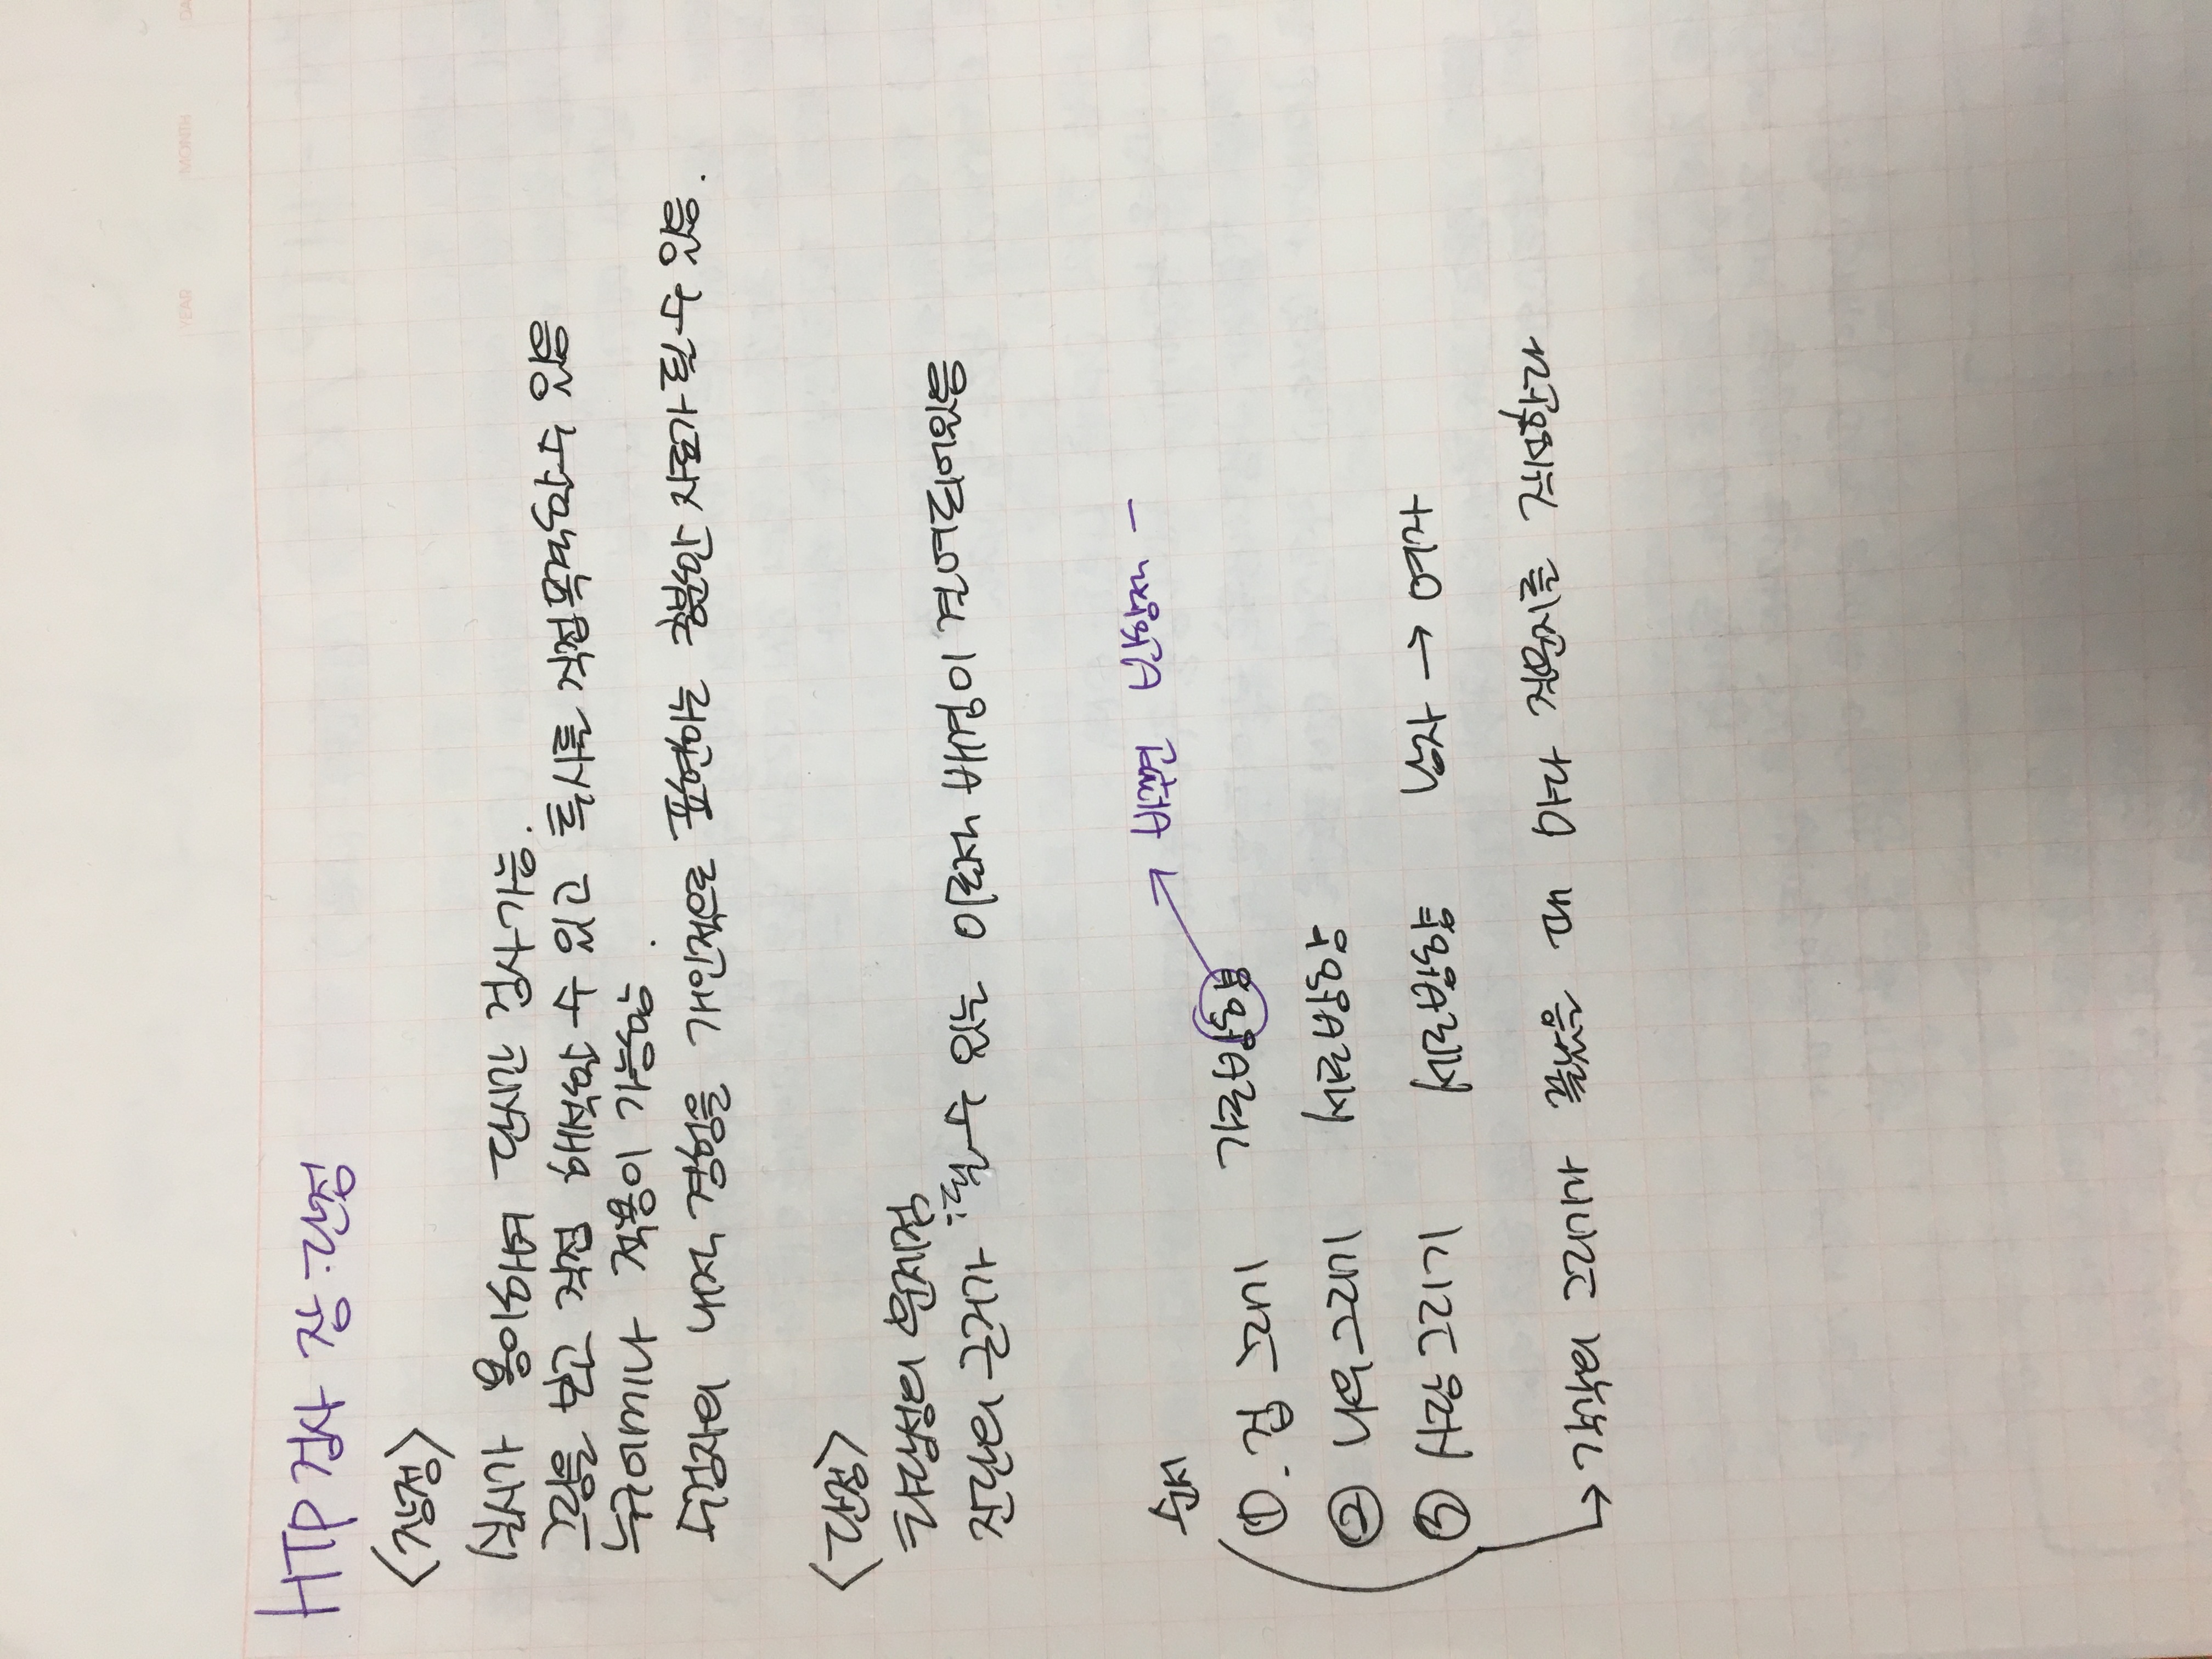 YEAR MONTH DA
HTP 검사 장·단점
<장점>
실시가 용이하며 단시간 검사가능.
그림을 보고 직접 해석할 수 있고 투사를 직접목격할 수 있음
누구에게나 적용이 가능함.
수검자의 내적 경험을 개인적으로 표현하는 충분한 자료가 될 수 있음.
<단점>
타당성의 문제점
진단의 근거가 될 수 있는 이론적 배경이 결여되어있음
순서
→ 바꾸면 반항적 -
①. 집 그리기 가로방향
② 나무그리기 세로방향
③ 사람 그리기 세로방향 남자 → 여자
↳ 각각의 그리기가 끝났을 때 마다 질문지를 작성한다